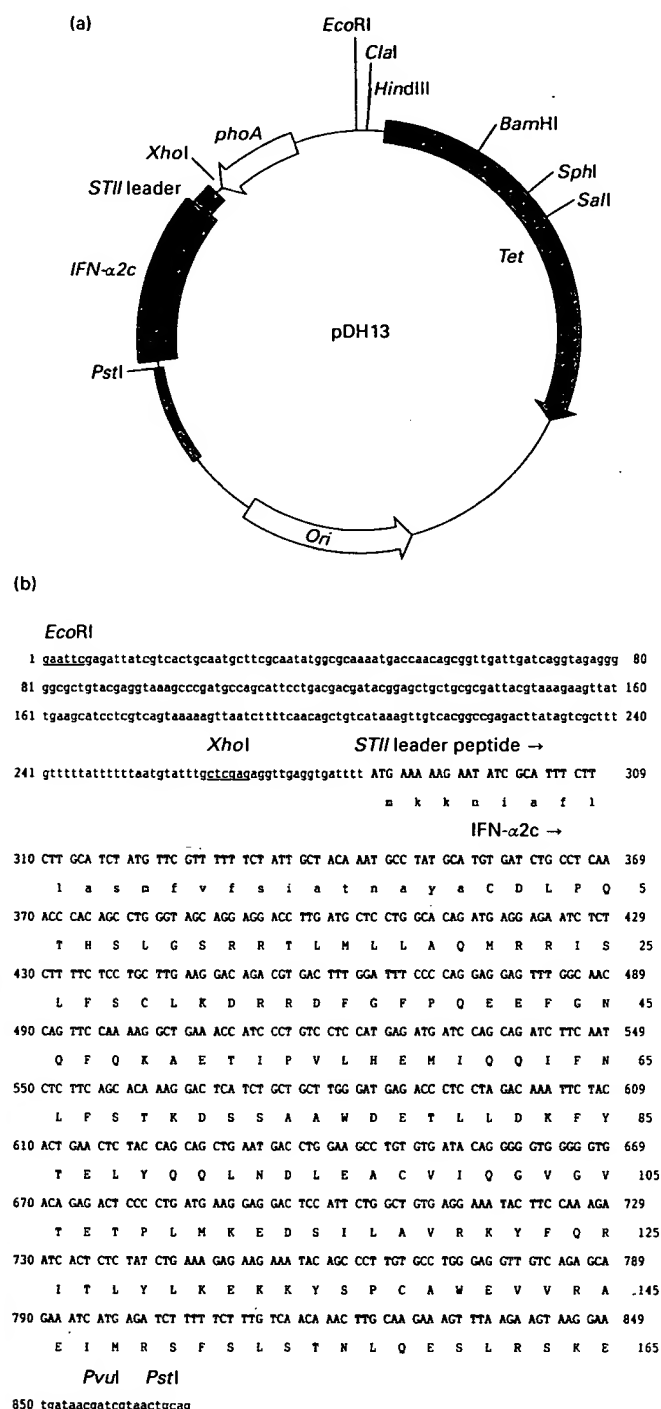 (a)
EcoRI
ClaI
HindIII
phoA
BamHI
XhoI
SphI
STII leader
SalI
IFN-α2c
Tet
pDH13
PstI
Ori
(b)
EcoRI
1 gaattcgagattatcgtcactgcaatgcttcgcaatatggcgcaaaatgaccaacagcggttgattgatcaggtagaggg 80
81 ggcgctgtacgaggtaaagcccgatgccagcattcctgacgacgatacggagctgctgcgcgattacgtaaagaagttat 160
161 tgaagcatcctcgtcagtaaaaagttaatcttttcaacagctgtcataaagttgtcacggccgagacttatagtcgcttt 240
XhoI STII leader peptide →
241 gtttttattttttaatgtatttgctcgagaggttgaggtgatttt ATG AAA AAG AAT ATC GCA TTT CTT 309
m k k n i a f l
IFN-α2c →
310 CTT GCA TCT ATG TTC GTT TTT TCT ATT GCT ACA AAT GCC TAT GCA TGT GAT CTG CCT CAA 369
l a s m f v f s i a t n a y a C D L P Q 5
370 ACC CAC AGC CTG GGT AGC AGG AGG ACC TTG ATG CTC CTG GCA CAG ATG AGG AGA ATC TCT 429
T H S L G S R R T L M L L A Q M R R I S 25
430 CTT TTC TCC TGC TTG AAG GAC AGA CGT GAC TTT GGA TTT CCC CAG GAG GAG TTT GGC AAC 489
L F S C L K D R R D F G F P Q E E F G N 45
490 CAG TTC CAA AAG GCT GAA ACC ATC CCT GTC CTC CAT GAG ATG ATC CAG CAG ATC TTC AAT 549
Q F Q K A E T I P V L H E M I Q Q I F N 65
550 CTC TTC AGC ACA AAG GAC TCA TCT GCT GCT TGG GAT GAG ACC CTC CTA GAC AAA TTC TAC 609
L F S T K D S S A A W D E T L L D K F Y 85
610 ACT GAA CTC TAC CAG CAG CTG AAT GAC CTG GAA GCC TGT GTG ATA CAG GGG GTG GGG GTG 669
T E L Y Q Q L N D L E A C V I Q G V G V 105
670 ACA GAG ACT CCC CTG ATG AAG GAG GAC TCC ATT CTG GCT GTG AGG AAA TAC TTC CAA AGA 729
T E T P L M K E D S I L A V R K Y F Q R 125
730 ATC ACT CTC TAT CTG AAA GAG AAG AAA TAC AGC CCT TGT GCC TGG GAG GTT GTC AGA GCA 789
I T L Y L K E K K Y S P C A W E V V R A 145
790 GAA ATC ATG AGA TCT TTT TCT TTG TCA ACA AAC TTG CAA GAA AGT TTA AGA AGT AAG GAA 849
E I M R S F S L S T N L Q E S L R S K E 165
PvuI PstI
850 tgataacgatcgtaactgcag